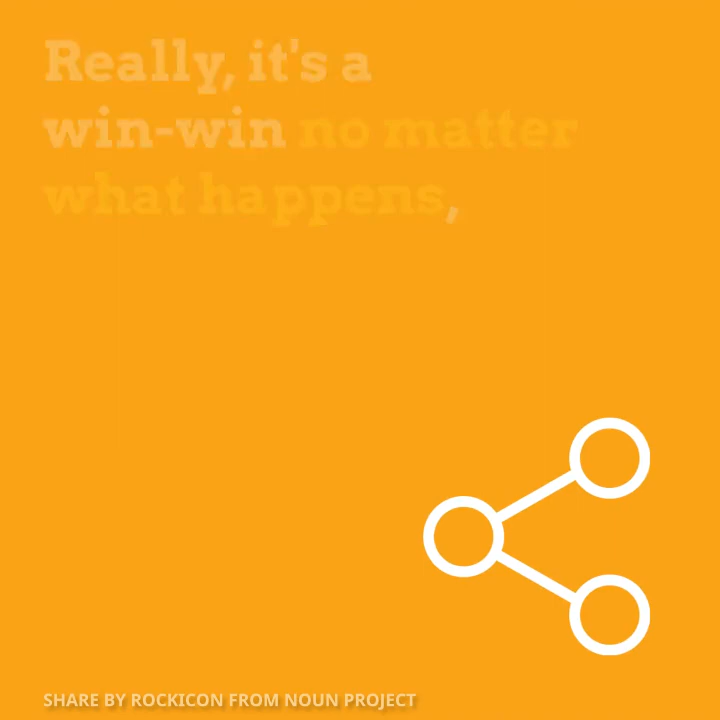 Really, it's a
win-win no matter
what happens,
SHARE BY ROCKICON FROM NOUN PROJECT